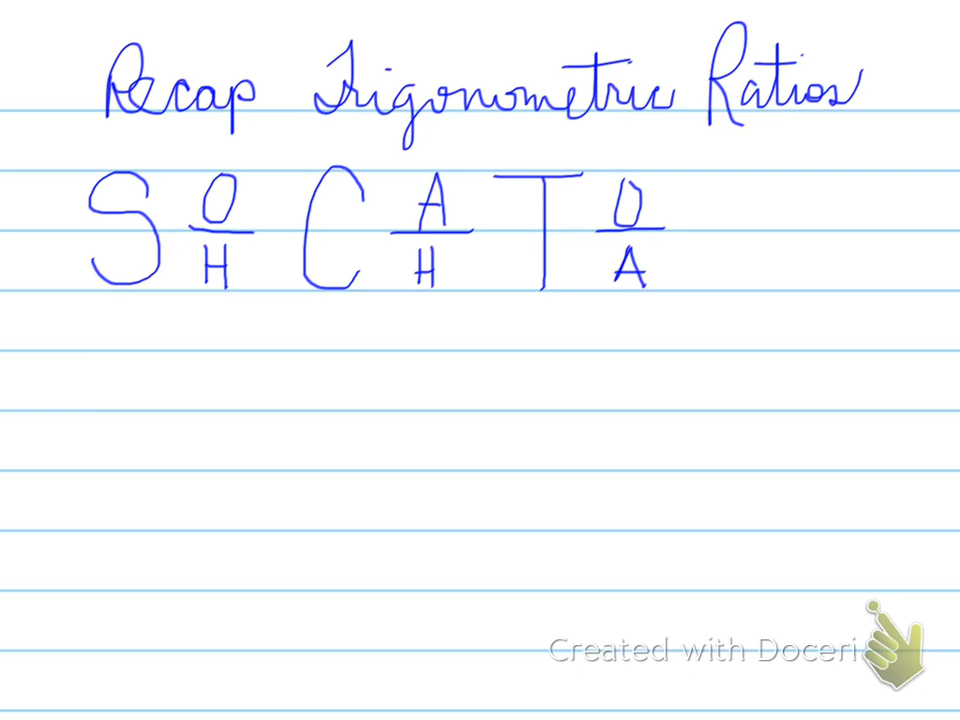 Recap Trigonometric Ratios
S O/H C A/H T O/A
Created with Doceri